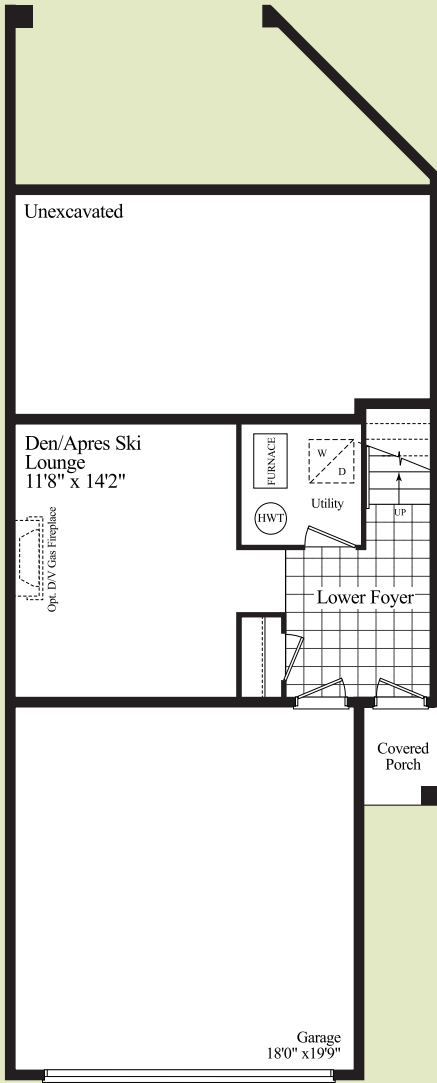 Unexcavated
Den/Apres Ski
Lounge
11'8" x 14'2"
FURNACE
W
D
Utility
HWT
UP
Opt. D/V Gas Fireplace
Lower Foyer
Covered
Porch
Garage
18'0" x19'9"